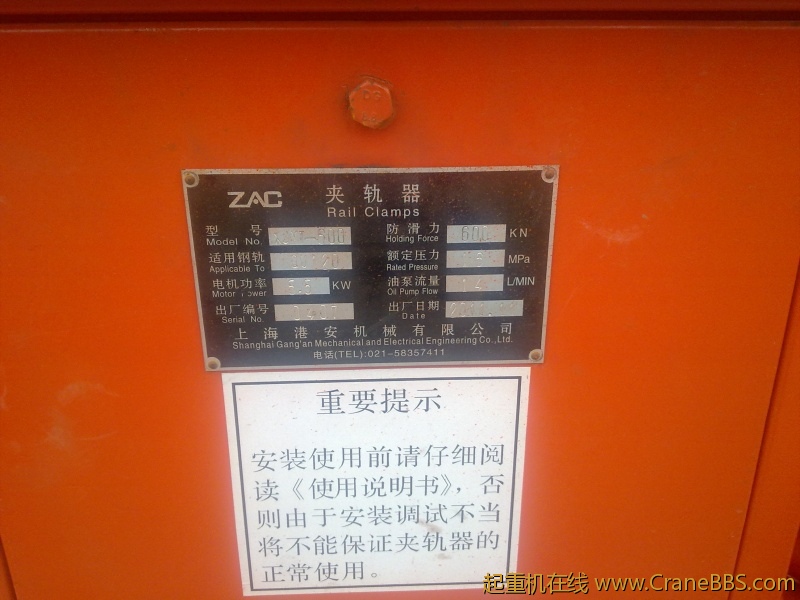 ZAC 夹轨器
Rail Clamps
型号 防滑力 600 KN
Model No. Holding Force
适用钢轨 额定压力 MPa
Applicable To Rated Pressure
电机功率 5.5 KW 油泵流量 L/MIN
Motor Power Oil Pump Flow
出厂编号 出厂日期
Serial No. Date
上海港安机械有限公司
Shanghai Gang'an Mechanical and Electrical Engineering Co., Ltd.
电话(TEL):021-58357411
重要提示
安装使用前请仔细阅
读《使用说明书》，否
则由于安装调试不当
将不能保证夹轨器的
正常使用。
起重机在线 www.CraneBBS.com